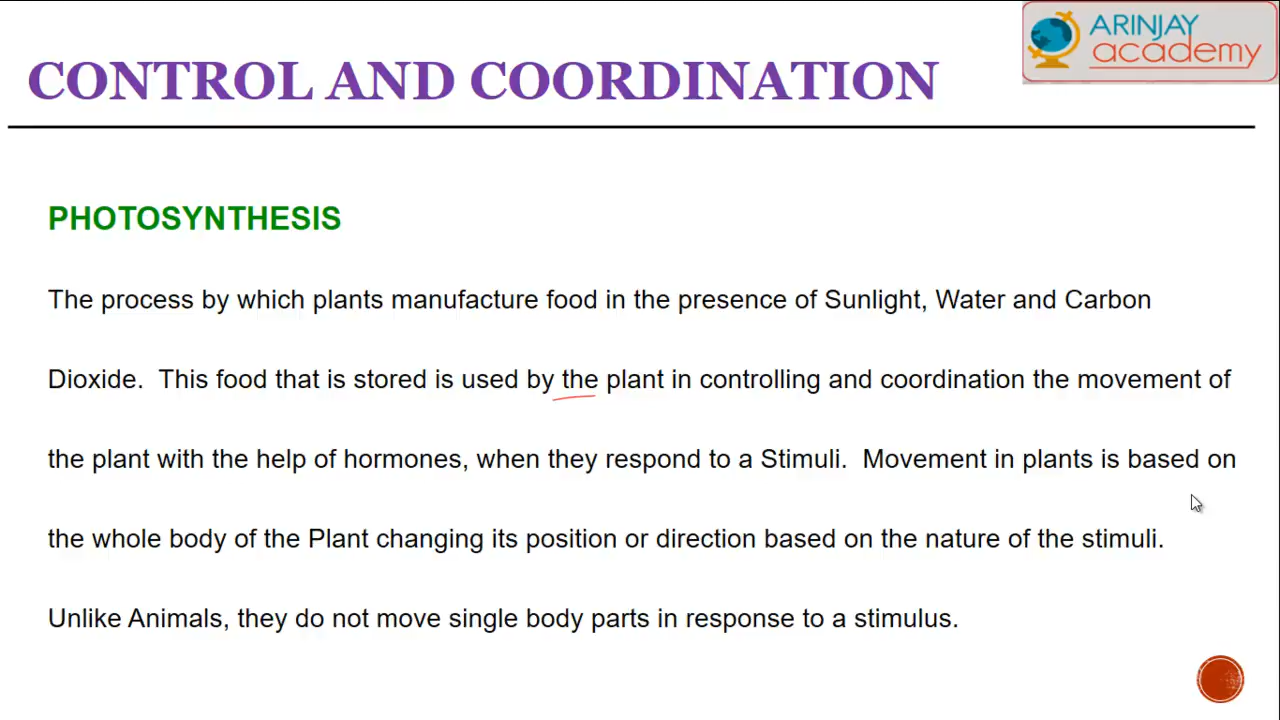 ARINJAY
academy
CONTROL AND COORDINATION
PHOTOSYNTHESIS
The process by which plants manufacture food in the presence of Sunlight, Water and Carbon
Dioxide.  This food that is stored is used by the plant in controlling and coordination the movement of
the plant with the help of hormones, when they respond to a Stimuli.  Movement in plants is based on
the whole body of the Plant changing its position or direction based on the nature of the stimuli.
Unlike Animals, they do not move single body parts in response to a stimulus.